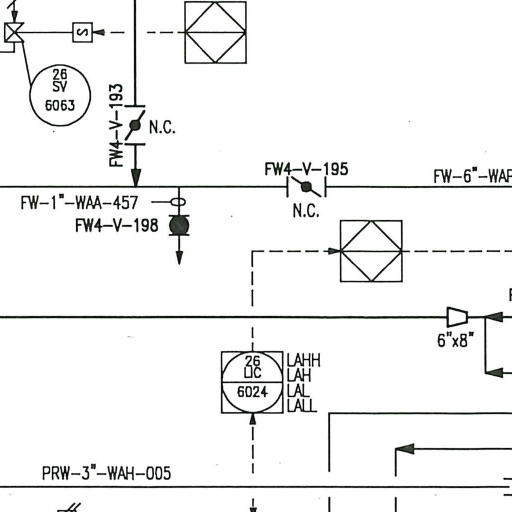 S
26
SV
6063
FW4-V-193
N.C.
FW4-V-195
N.C.
FW-6"-WAP
FW-1"-WAA-457
FW4-V-198
6"x8"
26
LIC
6024
LAHH
LAH
LAL
LALL
PRW-3"-WAH-005